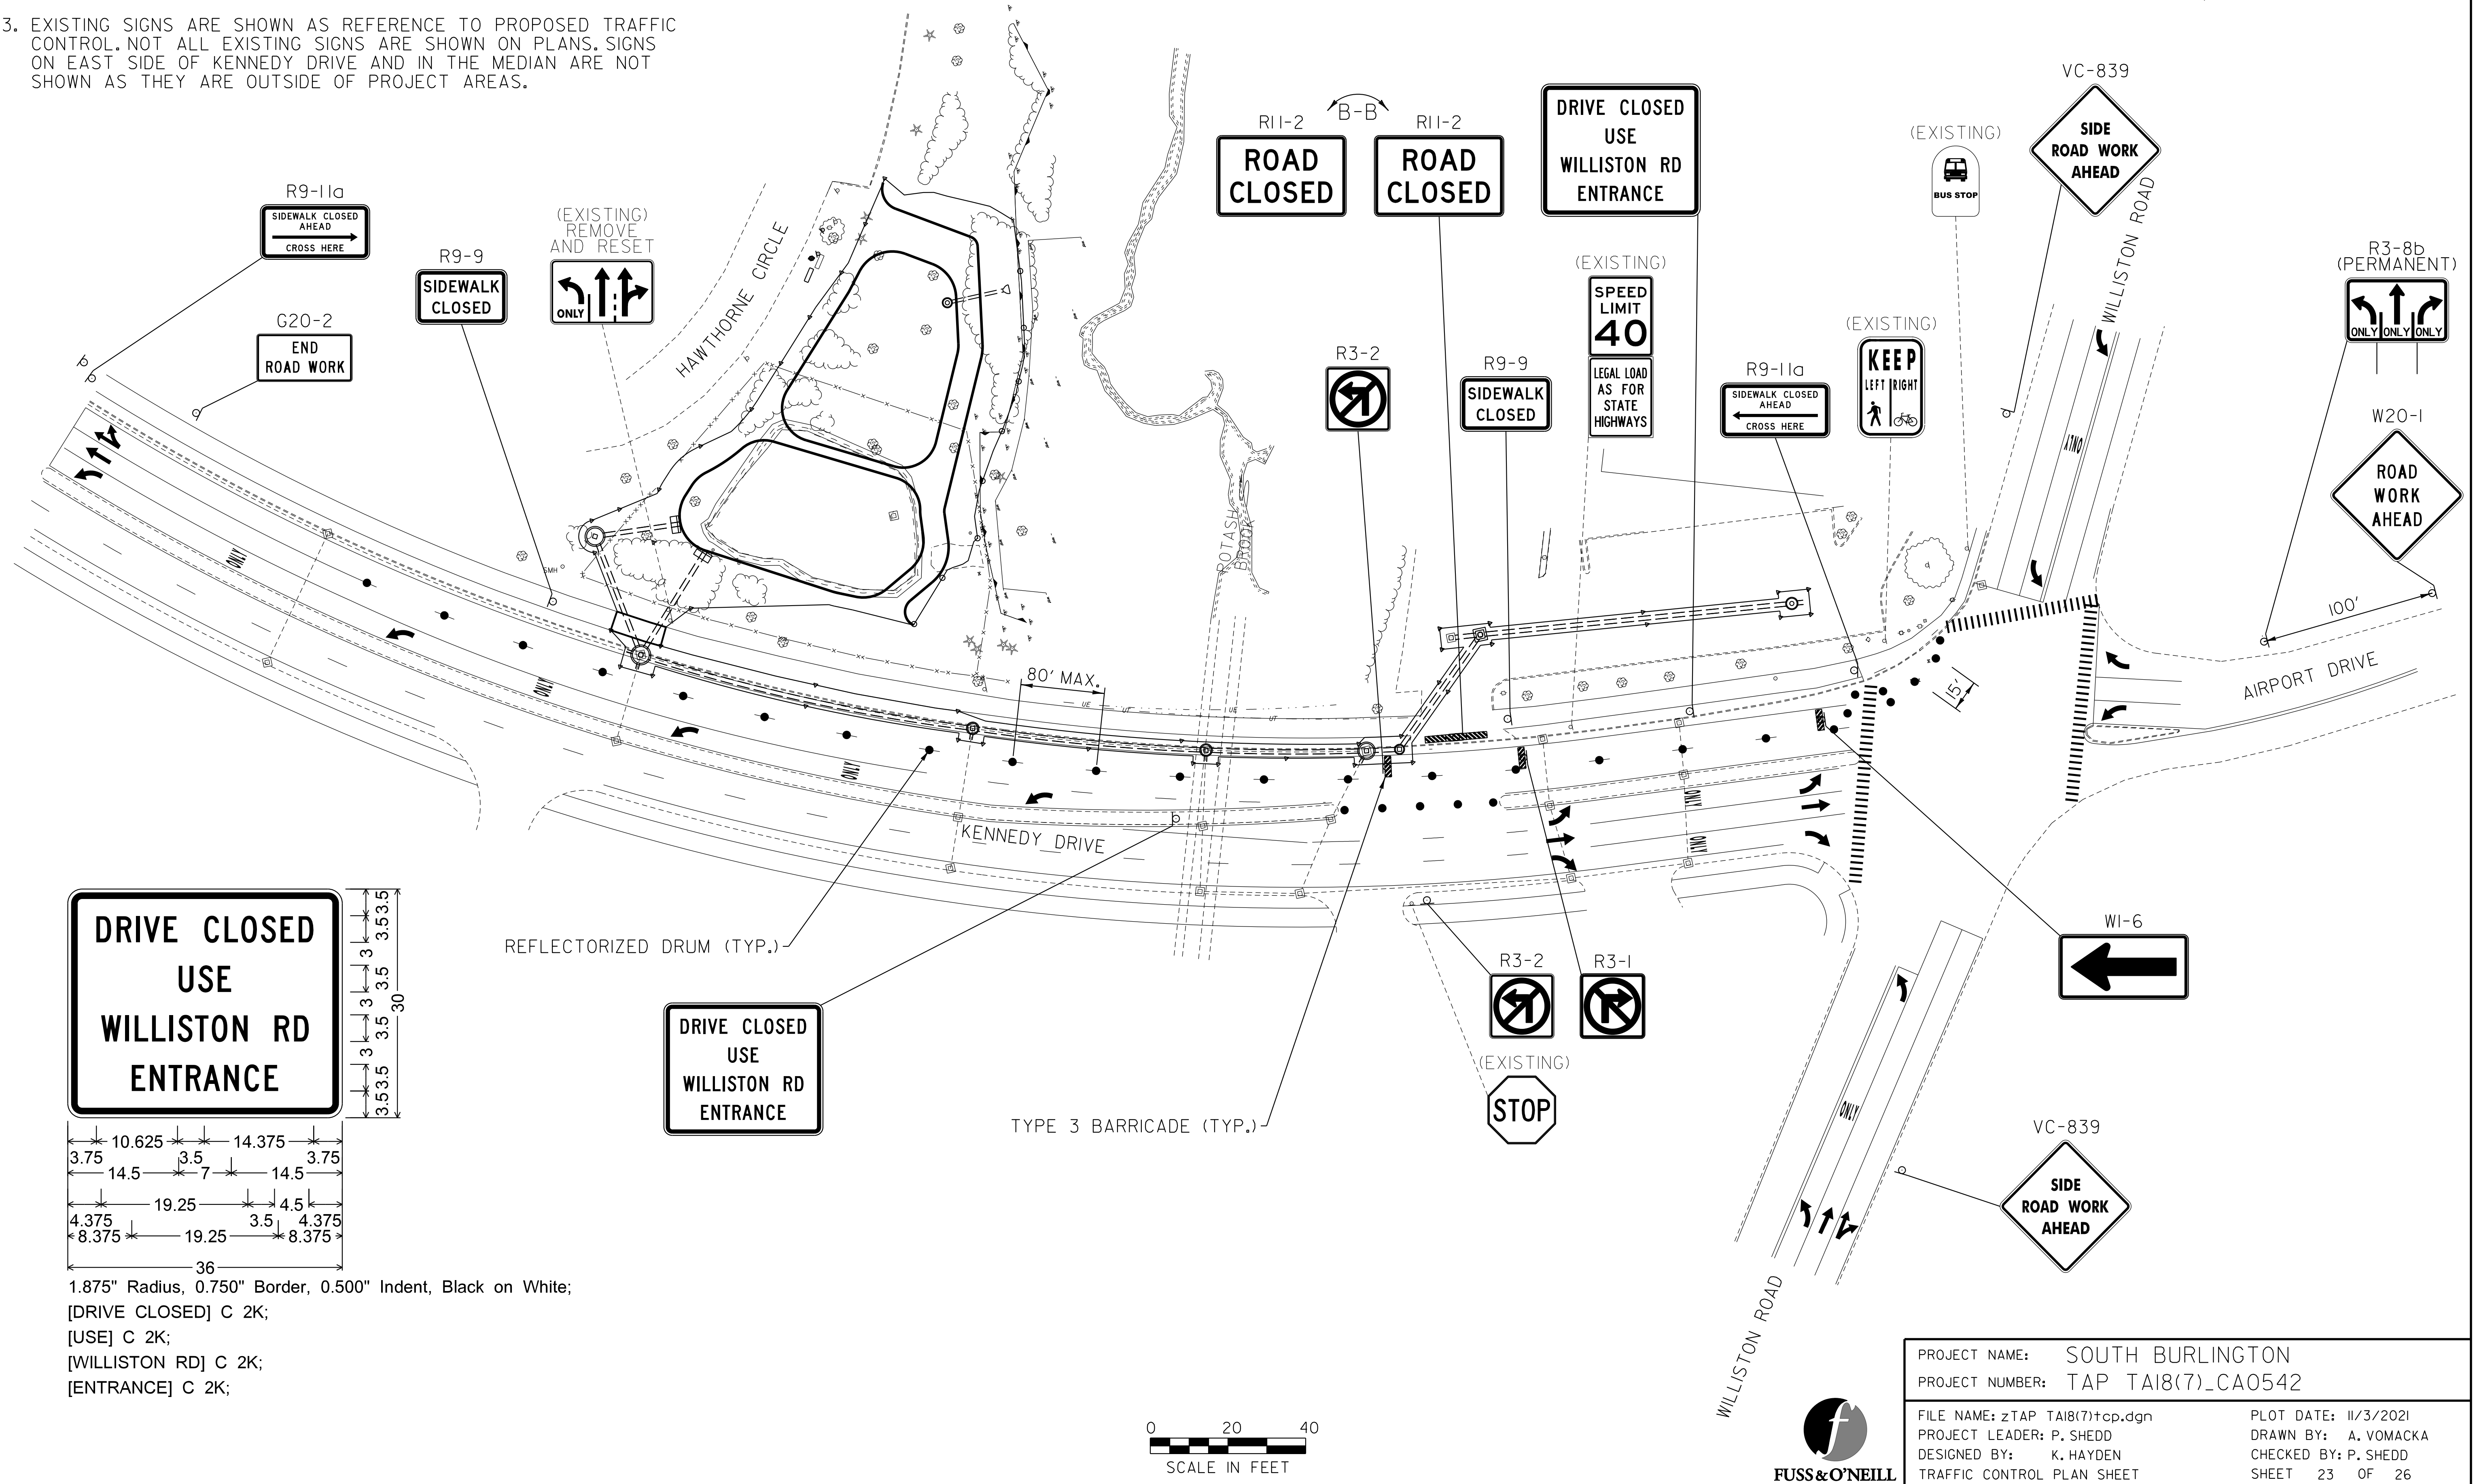 3. EXISTING SIGNS ARE SHOWN AS REFERENCE TO PROPOSED TRAFFIC
CONTROL. NOT ALL EXISTING SIGNS ARE SHOWN ON PLANS. SIGNS
ON EAST SIDE OF KENNEDY DRIVE AND IN THE MEDIAN ARE NOT
SHOWN AS THEY ARE OUTSIDE OF PROJECT AREAS.
R9-11a
SIDEWALK CLOSED
AHEAD
CROSS HERE
G20-2
END
ROAD WORK
R9-9
SIDEWALK
CLOSED
(EXISTING)
REMOVE
AND RESET
ONLY
HAWTHORNE CIRCLE
R11-2
ROAD
CLOSED
B-B
R11-2
ROAD
CLOSED
DRIVE CLOSED
USE
WILLISTON RD
ENTRANCE
(EXISTING)
BUS STOP
VC-839
SIDE
ROAD WORK
AHEAD
WILLISTON ROAD
R3-8b
(PERMANENT)
ONLY
ONLY
ONLY
W20-1
ROAD
WORK
AHEAD
(EXISTING)
SPEED
LIMIT
40
LEGAL LOAD
AS FOR
STATE
HIGHWAYS
R3-2
R9-9
SIDEWALK
CLOSED
R9-11a
SIDEWALK CLOSED
AHEAD
CROSS HERE
(EXISTING)
KEEP
LEFT
RIGHT
ONLY
POTASH
BROOK
SMH
ONLY
ONLY
ONLY
80' MAX.
UE
UT
UE
UT
100'
15'
AIRPORT DRIVE
KENNEDY DRIVE
ONLY
ONLY
REFLECTORIZED DRUM (TYP.)
DRIVE CLOSED
USE
WILLISTON RD
ENTRANCE
TYPE 3 BARRICADE (TYP.)
R3-2
R3-1
(EXISTING)
STOP
W1-6
ONLY
VC-839
SIDE
ROAD WORK
AHEAD
WILLISTON ROAD
DRIVE CLOSED
USE
WILLISTON RD
ENTRANCE
3.5
3.5
3
3.5
3
3.5
3
3.5
3.5
30
10.625
14.375
3.75
3.5
3.75
14.5
7
14.5
19.25
4.5
4.375
3.5
4.375
8.375
19.25
8.375
36
1.875" Radius, 0.750" Border, 0.500" Indent, Black on White;
[DRIVE CLOSED] C 2K;
[USE] C 2K;
[WILLISTON RD] C 2K;
[ENTRANCE] C 2K;
0 20 40
SCALE IN FEET
f
FUSS & O'NEILL
PROJECT NAME: SOUTH BURLINGTON
PROJECT NUMBER: TAP TA18(7)_CA0542
FILE NAME: zTAP TA18(7)tcp.dgn
PLOT DATE: 11/3/2021
PROJECT LEADER: P. SHEDD
DRAWN BY: A. VOMACKA
DESIGNED BY: K. HAYDEN
CHECKED BY: P. SHEDD
TRAFFIC CONTROL PLAN SHEET
SHEET 23 OF 26